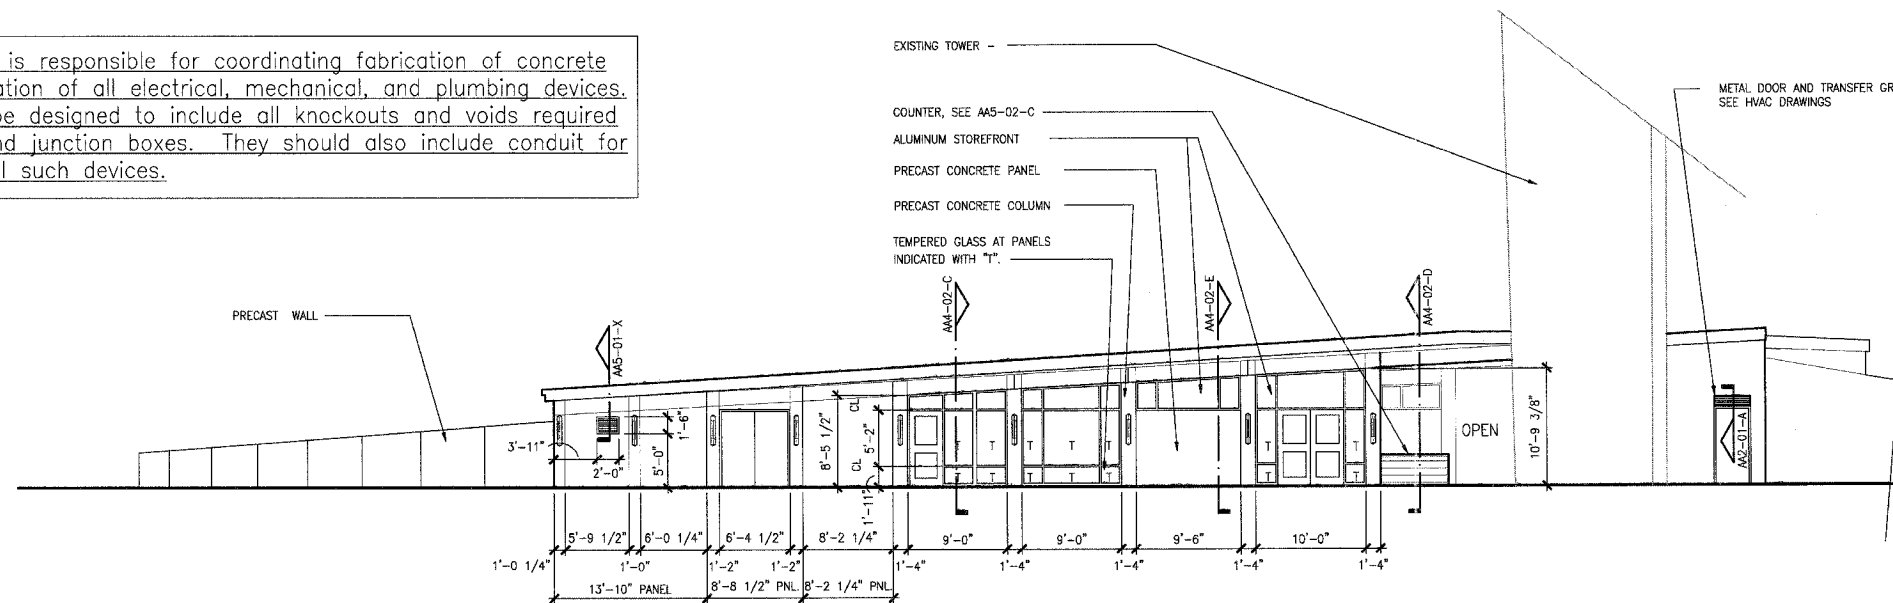 is responsible for coordinating fabrication of concrete
ation of all electrical, mechanical, and plumbing devices.
be designed to include all knockouts and voids required
nd junction boxes. They should also include conduit for
l such devices.
EXISTING TOWER -
METAL DOOR AND TRANSFER GR
SEE HVAC DRAWINGS
COUNTER, SEE AA5-02-C
ALUMINUM STOREFRONT
PRECAST CONCRETE PANEL
PRECAST CONCRETE COLUMN
TEMPERED GLASS AT PANELS
INDICATED WITH "T".
PRECAST WALL
AA5-01-X
AA4-02-C
AA4-02-E
AA4-02-D
AA2-01-A
3'-11"
2'-0"
1'-6"
5'-0"
8'-5 1/2"
CL
5'-2"
CL
1'-11"
T T T T T T
T T T T T T
OPEN
10'-9 3/8"
5'-9 1/2" 6'-0 1/4" 6'-4 1/2" 8'-2 1/4" 9'-0" 9'-0" 9'-6" 10'-0"
1'-0 1/4" 1'-0" 1'-2" 1'-2" 1'-4" 1'-4" 1'-4" 1'-4" 1'-4"
13'-10" PANEL 8'-8 1/2" PNL. 8'-2 1/4" PNL.